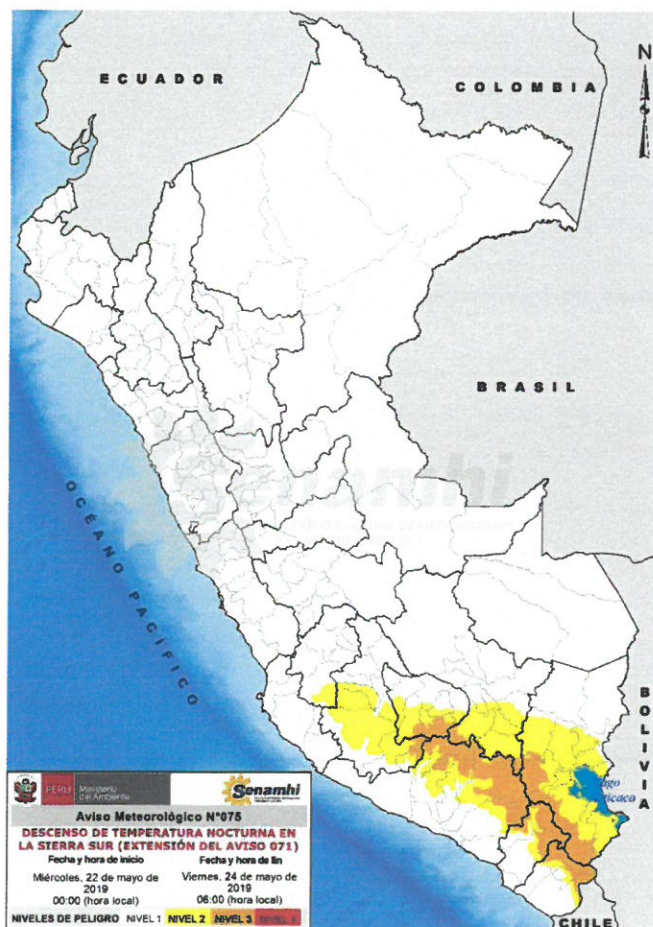 ECUADOR
COLOMBIA
N
BRASIL
Senamhi
OCÉANO PACÍFICO
BOLIVIA
PERÚ
Ministerio
del Ambiente
Senamhi
Aviso Meteorológico N°075
DESCENSO DE TEMPERATURA NOCTURNA EN
LA SIERRA SUR (EXTENSIÓN DEL AVISO 071)
Fecha y hora de inicio Fecha y hora de fin
Miércoles, 22 de mayo de Viernes, 24 de mayo de
2019 2019
00:00 (hora local) 06:00 (hora local)
NIVELES DE PELIGRO NIVEL 1 NIVEL 2 NIVEL 3 NIVEL 4
CHILE